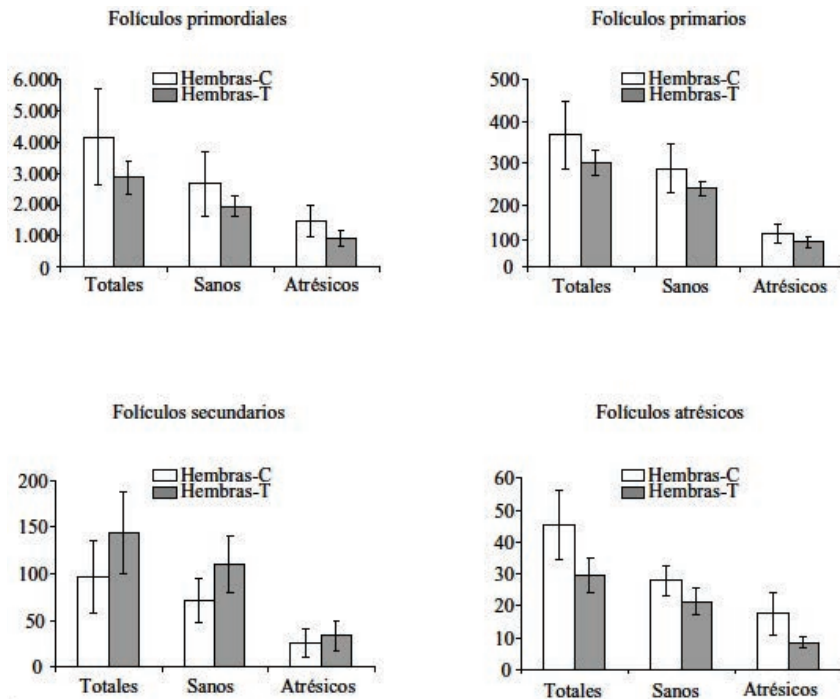 Folículos primordiales
Hembras-C
Hembras-T
6.000
5.000
4.000
3.000
2.000
1.000
0
Totales Sanos Atrésicos
Folículos primarios
Hembras-C
Hembras-T
500
400
300
200
100
0
Totales Sanos Atrésicos
Folículos secundarios
Hembras-C
Hembras-T
200
150
100
50
0
Totales Sanos Atrésicos
Folículos atrésicos
Hembras-C
Hembras-T
60
50
40
30
20
10
0
Totales Sanos Atrésicos